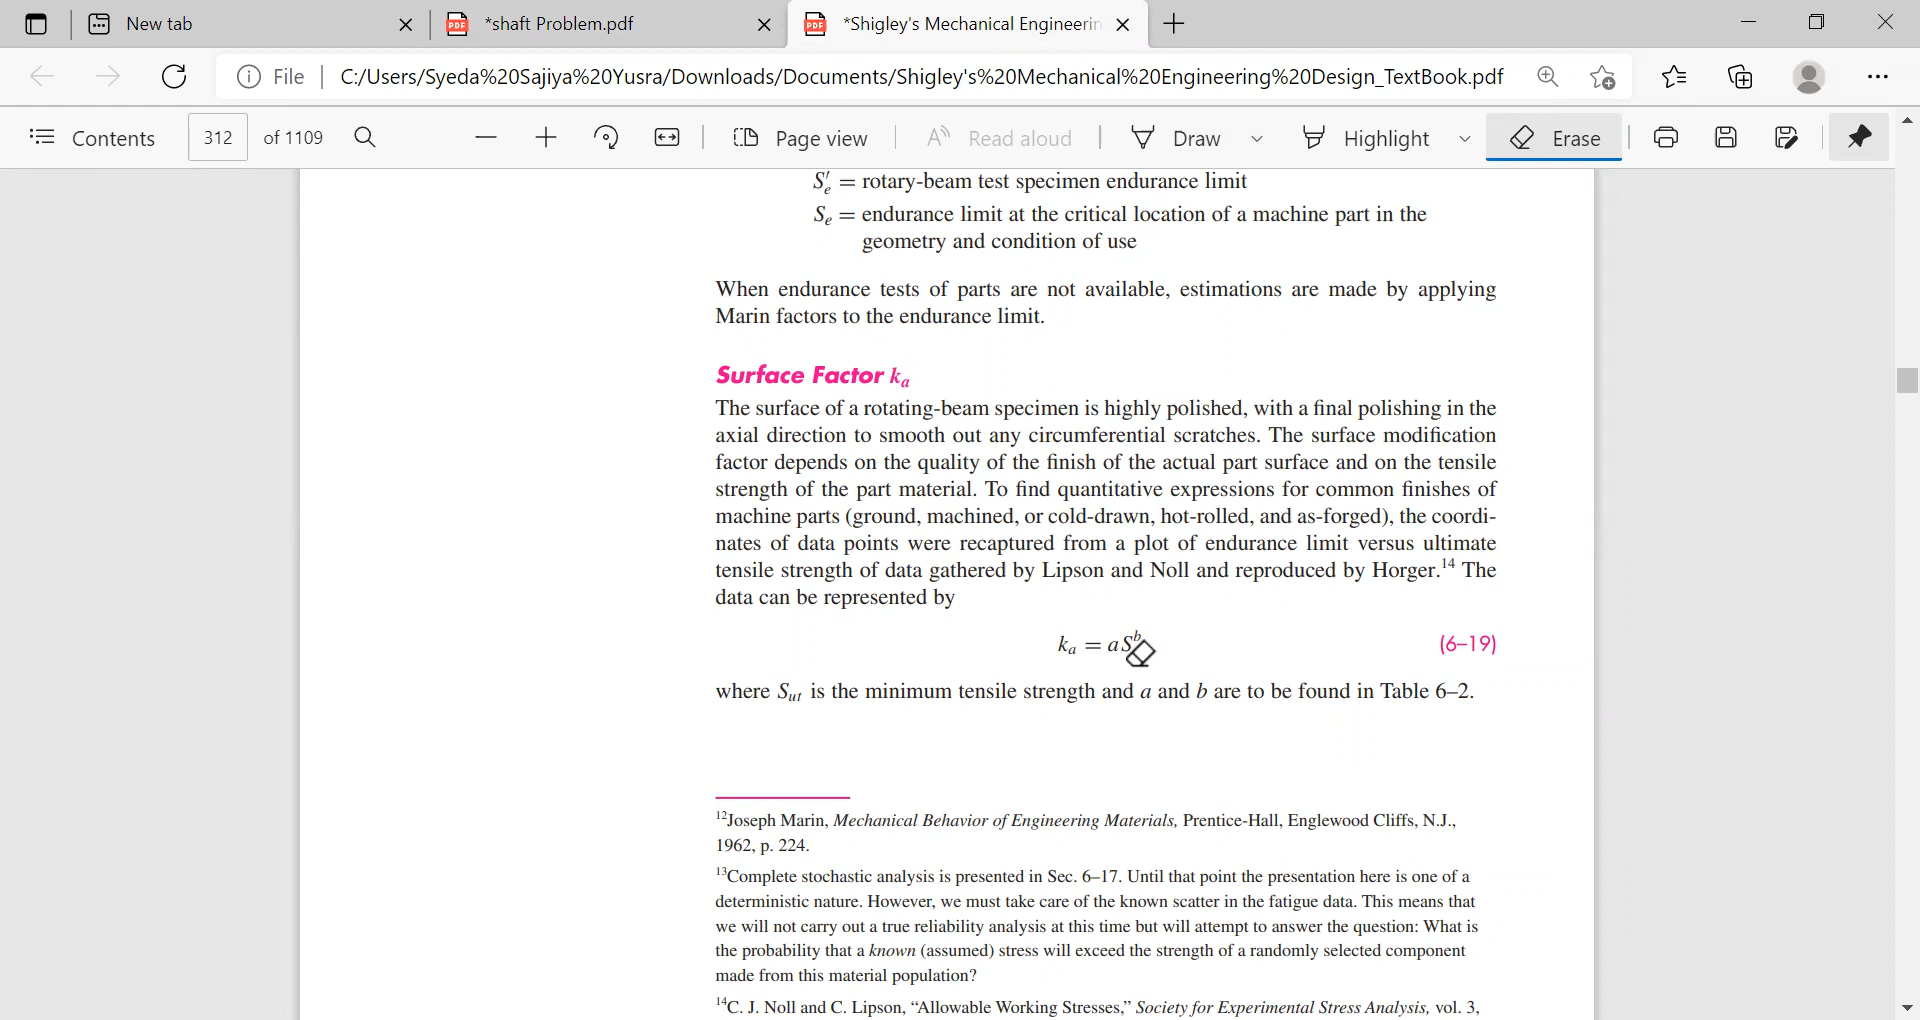 New tab
*shaft Problem.pdf
*Shigley's Mechanical Engineerin
File
C:/Users/Syeda%20Sajiya%20Yusra/Downloads/Documents/Shigley's%20Mechanical%20Engineering%20Design_TextBook.pdf
Contents
312
of 1109
Page view
Read aloud
Draw
Highlight
Erase
S′e = rotary-beam test specimen endurance limit
Se = endurance limit at the critical location of a machine part in the
geometry and condition of use
When endurance tests of parts are not available, estimations are made by applying
Marin factors to the endurance limit.
Surface Factor ka
The surface of a rotating-beam specimen is highly polished, with a final polishing in the
axial direction to smooth out any circumferential scratches. The surface modification
factor depends on the quality of the finish of the actual part surface and on the tensile
strength of the part material. To find quantitative expressions for common finishes of
machine parts (ground, machined, or cold-drawn, hot-rolled, and as-forged), the coordi-
nates of data points were recaptured from a plot of endurance limit versus ultimate
tensile strength of data gathered by Lipson and Noll and reproduced by Horger.¹⁴ The
data can be represented by
ka = aSᵇ (6–19)
where Sut is the minimum tensile strength and a and b are to be found in Table 6–2.
¹²Joseph Marin, Mechanical Behavior of Engineering Materials, Prentice-Hall, Englewood Cliffs, N.J.,
1962, p. 224.
¹³Complete stochastic analysis is presented in Sec. 6–17. Until that point the presentation here is one of a
deterministic nature. However, we must take care of the known scatter in the fatigue data. This means that
we will not carry out a true reliability analysis at this time but will attempt to answer the question: What is
the probability that a known (assumed) stress will exceed the strength of a randomly selected component
made from this material population?
¹⁴C. J. Noll and C. Lipson, “Allowable Working Stresses,” Society for Experimental Stress Analysis, vol. 3,